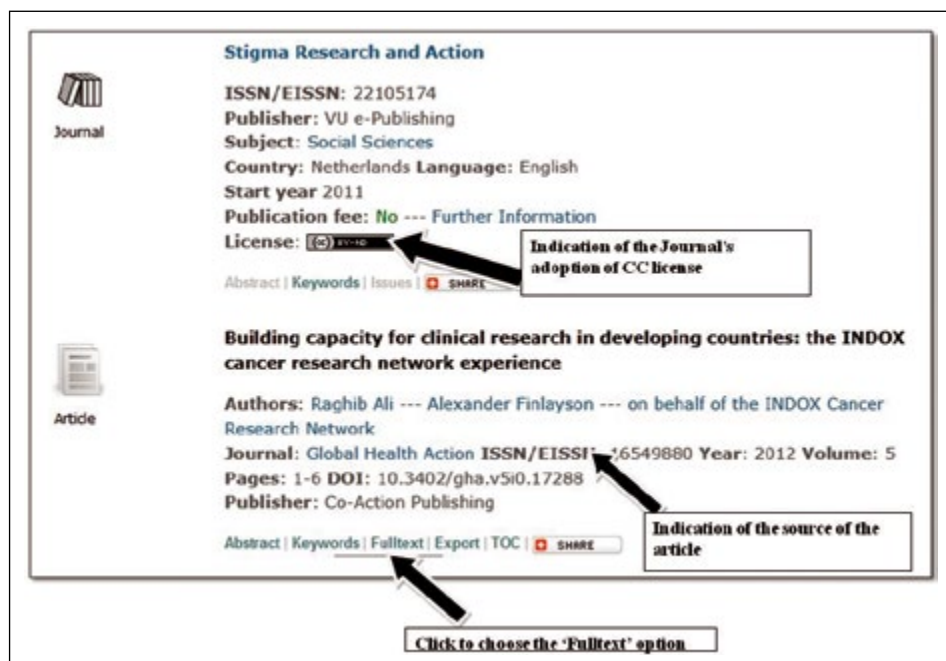 Stigma Research and Action
Journal
ISSN/EISSN: 22105174
Publisher: VU e-Publishing
Subject: Social Sciences
Country: Netherlands Language: English
Start year 2011
Publication fee: No --- Further Information
License: (cc) BY-ND
Indication of the Journal's
adoption of CC license
Abstract | Keywords | Issues | SHARE
Building capacity for clinical research in developing countries: the INDOX
cancer research network experience
Article
Authors: Raghib Ali --- Alexander Finlayson --- on behalf of the INDOX Cancer
Research Network
Journal: Global Health Action ISSN/EISSN: 16549880 Year: 2012 Volume: 5
Pages: 1-6 DOI: 10.3402/gha.v5i0.17288
Publisher: Co-Action Publishing
Indication of the source of the
article
Abstract | Keywords | Fulltext | Export | TOC | SHARE
Click to choose the 'Fulltext' option